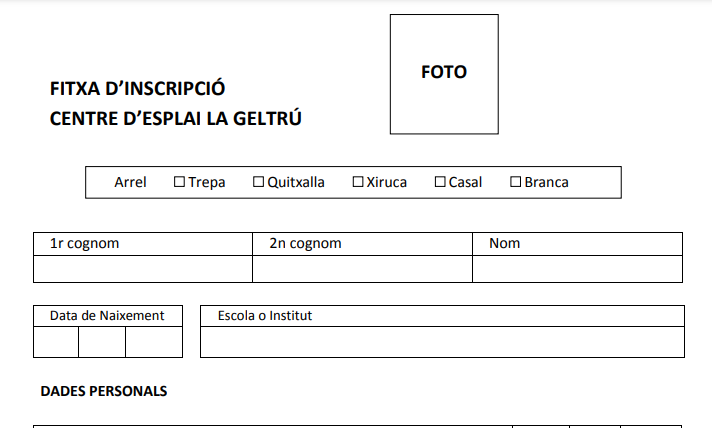 FOTO
FITXA D'INSCRIPCIÓ
CENTRE D'ESPLAI LA GELTRÚ
Arrel ☐ Trepa ☐ Quitxalla ☐ Xiruca ☐ Casal ☐ Branca
1r cognom 2n cognom Nom
Data de Naixement Escola o Institut
DADES PERSONALS